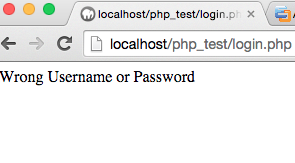 localhost/php_test/login.ph
localhost/php_test/login.php
Wrong Username or Password